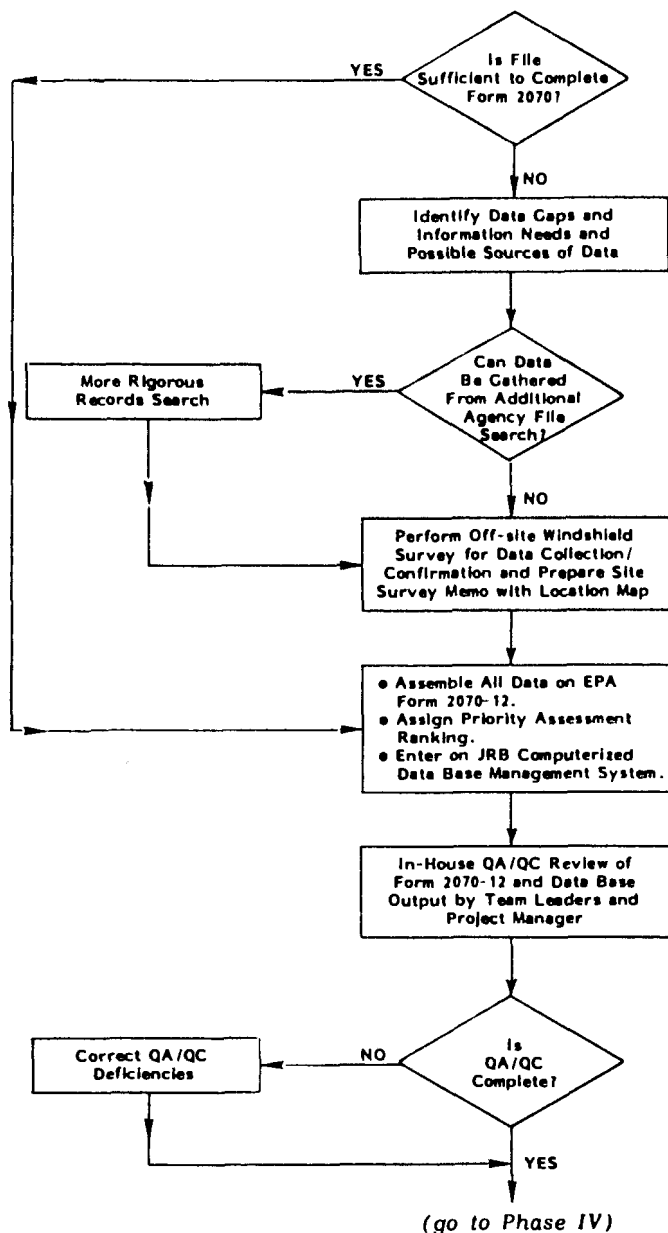 Is File
Sufficient to Complete
Form 2070?
YES
NO
Identify Data Gaps and
Information Needs and
Possible Sources of Data
Can Data
Be Gathered
From Additional
Agency File
Search?
YES
More Rigorous
Records Search
NO
Perform Off-site Windshield
Survey for Data Collection/
Confirmation and Prepare Site
Survey Memo with Location Map
● Assemble All Data on EPA
Form 2070-12.
● Assign Priority Assessment
Ranking.
● Enter on JRB Computerized
Data Base Management System.
In-House QA/QC Review of
Form 2070-12 and Data Base
Output by Team Leaders and
Project Manager
Is
QA/QC
Complete?
NO
Correct QA/QC
Deficiencies
YES
(go to Phase IV)